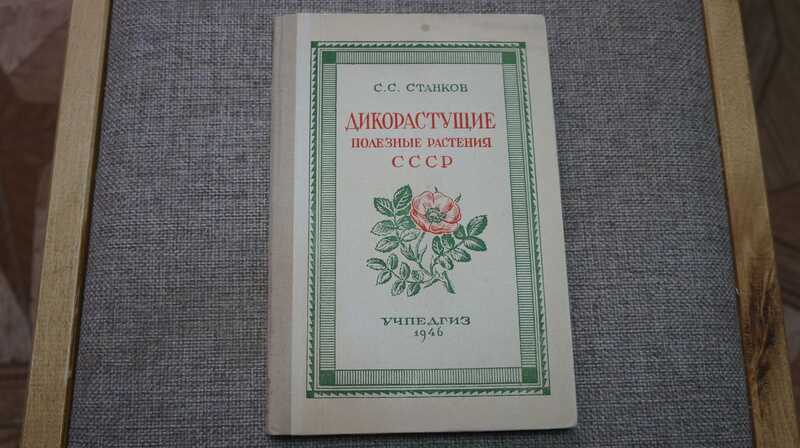 С.С. СТАНКОВ
ДИКОРАСТУЩИЕ
ПОЛЕЗНЫЕ РАСТЕНИЯ
СССР
УЧПЕДГИЗ
1946